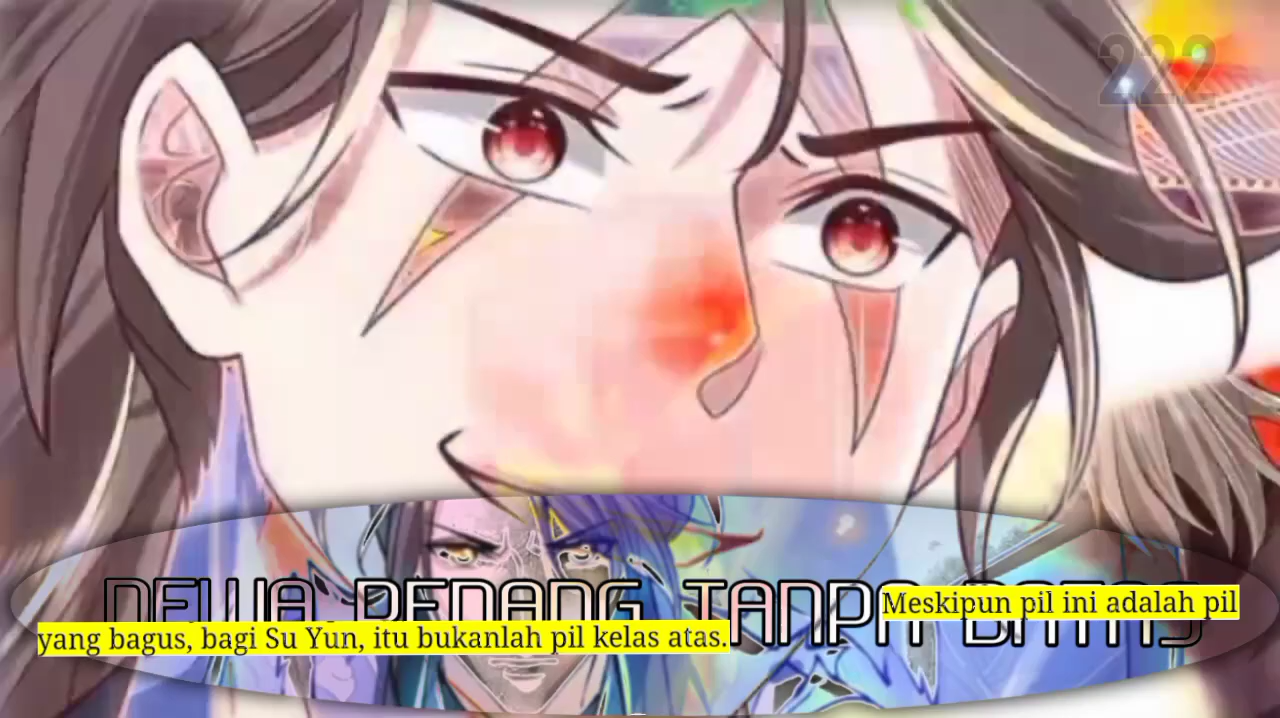 222
DEWA PEDANG TANPA BATAS
Meskipun pil ini adalah pil
yang bagus, bagi Su Yun, itu bukanlah pil kelas atas.